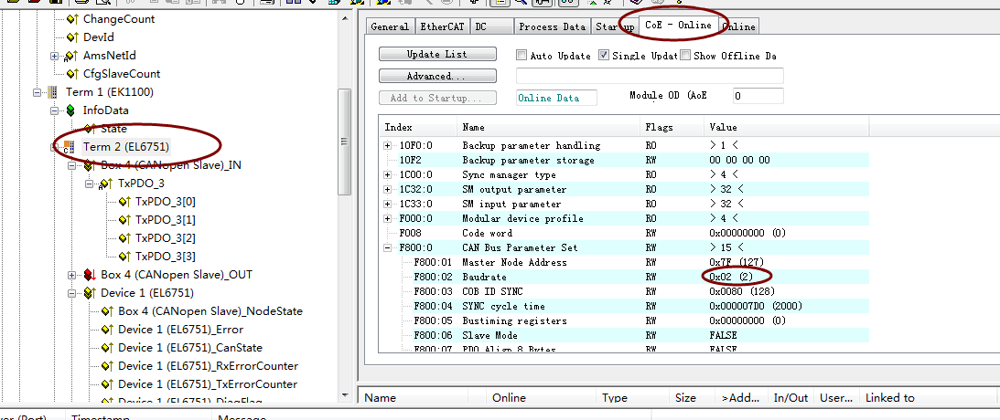 ChangeCount
DevId
AmsNetId
CfgSlaveCount
Term 1 (EK1100)
InfoData
State
Term 2 (EL6751)
Box 4 (CANopen Slave)_IN
TxPDO_3
TxPDO_3[0]
TxPDO_3[1]
TxPDO_3[2]
TxPDO_3[3]
Box 4 (CANopen Slave)_OUT
Device 1 (EL6751)
Box 4 (CANopen Slave)_NodeState
Device 1 (EL6751)_Error
Device 1 (EL6751)_CanState
Device 1 (EL6751)_RxErrorCounter
Device 1 (EL6751)_TxErrorCounter
Device 1 (EL6751)_DiagFlag
General EtherCAT DC Process Data Startup CoE - Online Online
Update List Auto Update Single Updat Show Offline Da
Advanced...
Add to Startup... Online Data Module OD (AoE 0
Index Name Flags Value
10F0:0 Backup parameter handling RO > 1 <
10F2 Backup parameter storage RW 00 00 00 00
1C00:0 Sync manager type RO > 4 <
1C32:0 SM output parameter RO > 32 <
1C33:0 SM input parameter RO > 32 <
F000:0 Modular device profile RO > 4 <
F008 Code word RW 0x00000000 (0)
F800:0 CAN Bus Parameter Set RW > 15 <
F800:01 Master Node Address RW 0x7F (127)
F800:02 Baudrate RW 0x02 (2)
F800:03 COB ID SYNC RW 0x0080 (128)
F800:04 SYNC cycle time RW 0x000007D0 (2000)
F800:05 Bustiming registers RW 0x00000000 (0)
F800:06 Slave Mode RW FALSE
F800:07 PDO Align 8 Bytes RW FALSE
Name Online Type Size >Add... In/Out User... Linked to
(Port) Timestamp Message